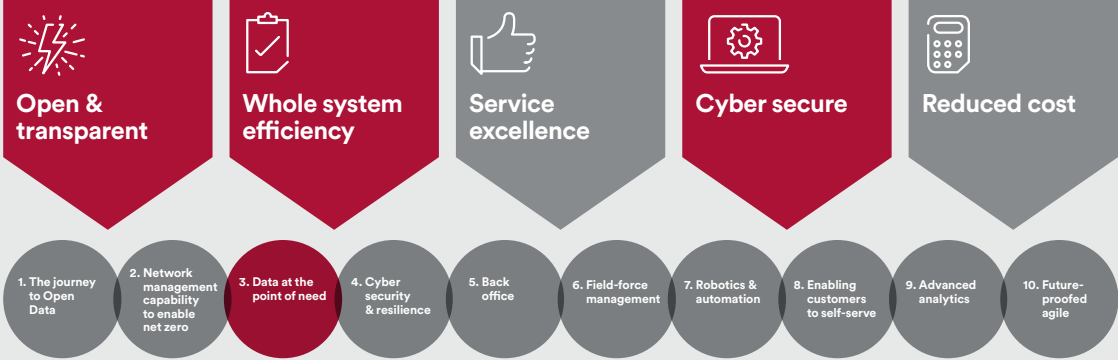 Open &
transparent
Whole system
efficiency
Service
excellence
Cyber secure
Reduced cost
1. The journey
to Open
Data
2. Network
management
capability
to enable
net zero
3. Data at the
point of need
4. Cyber
security
& resilience
5. Back
office
6. Field-force
management
7. Robotics &
automation
8. Enabling
customers
to self-serve
9. Advanced
analytics
10. Future-
proofed
agile